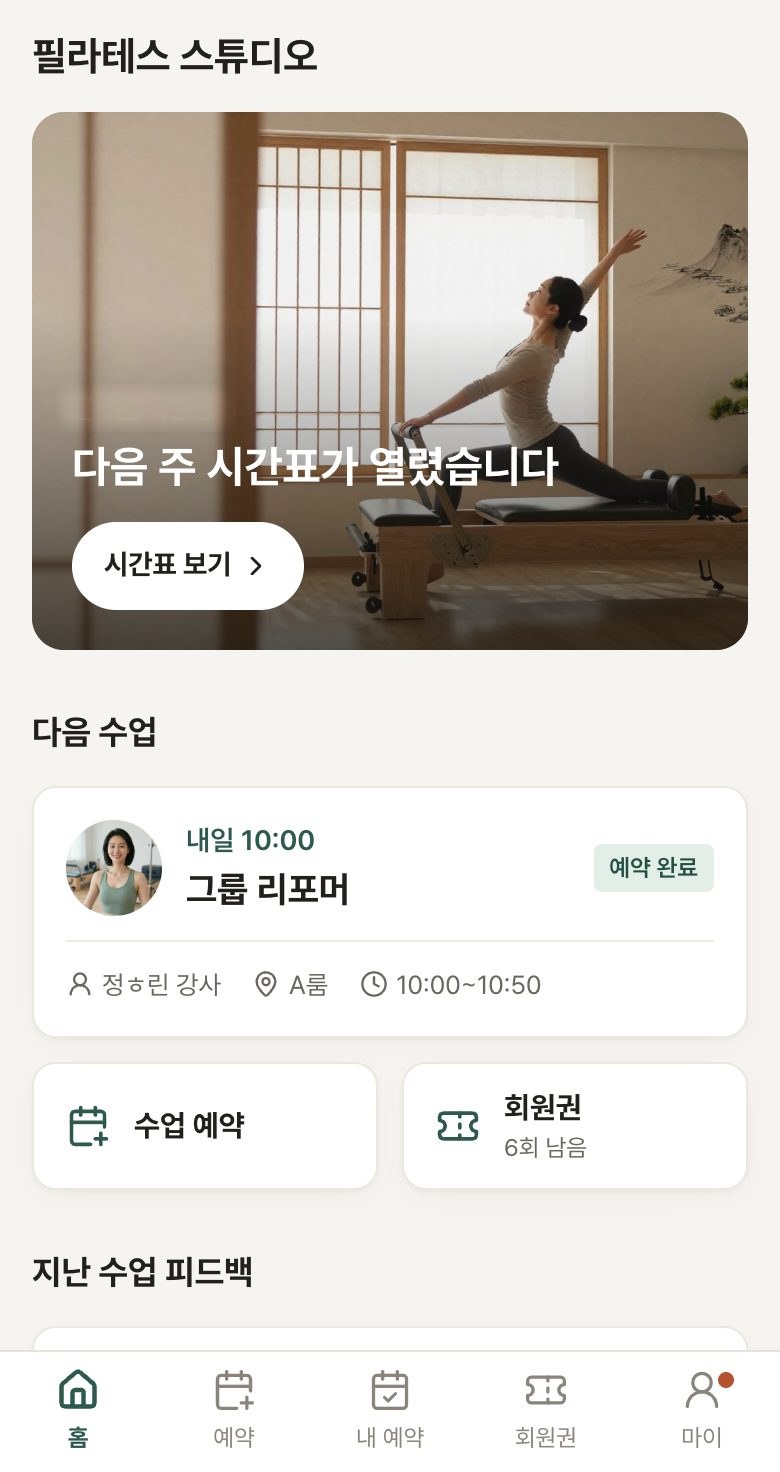 필라테스 스튜디오
다음 주 시간표가 열렸습니다
시간표 보기
다음 수업
내일 10:00
그룹 리포머
예약 완료
정ㅎ린 강사 A룸 10:00~10:50
수업 예약
회원권
6회 남음
지난 수업 피드백
홈 예약 내 예약 회원권 마이